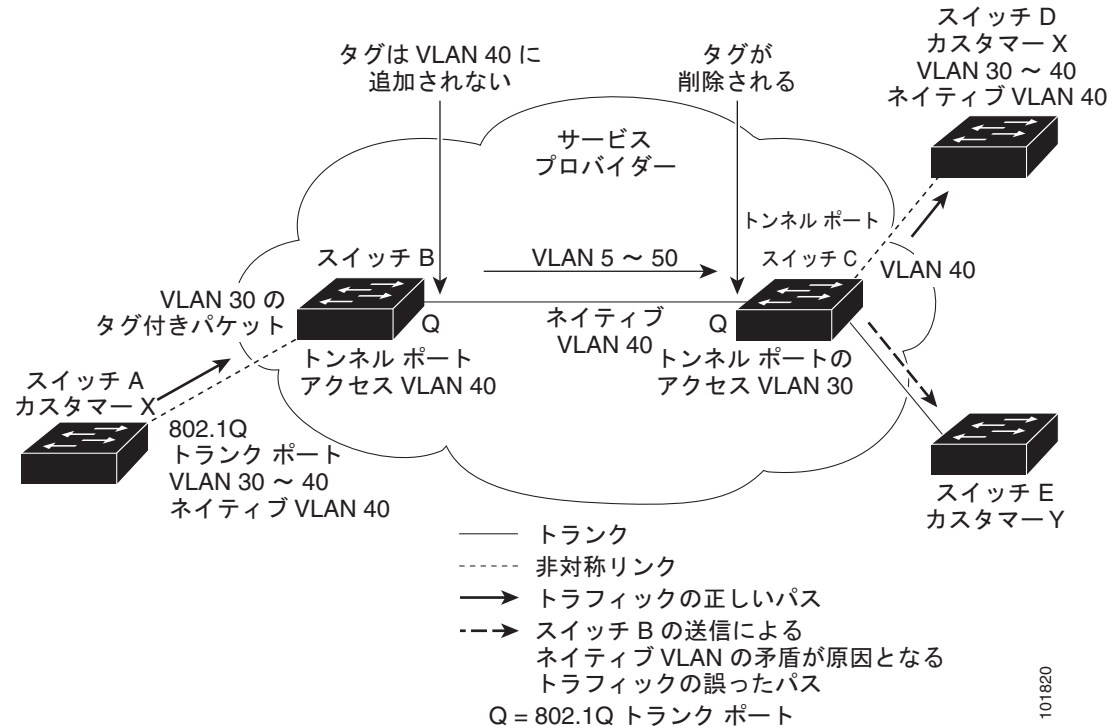 タグは VLAN 40 に
追加されない
タグが
削除される
スイッチ D
カスタマー X
VLAN 30 ～ 40
ネイティブ VLAN 40
サービス
プロバイダー
トンネル ポート
スイッチ B
VLAN 5 ～ 50
スイッチ C
VLAN 40
VLAN 30 の
タグ付きパケット
Q
ネイティブ
VLAN 40
Q
トンネル ポート
アクセス VLAN 40
トンネル ポートの
アクセス VLAN 30
スイッチ A
カスタマー X
802.1Q
トランク ポート
VLAN 30 ～ 40
ネイティブ VLAN 40
スイッチ E
カスタマー Y
トランク
非対称リンク
トラフィックの正しいパス
スイッチ B の送信による
ネイティブ VLAN の矛盾が原因となる
トラフィックの誤ったパス
Q = 802.1Q トランク ポート
101820